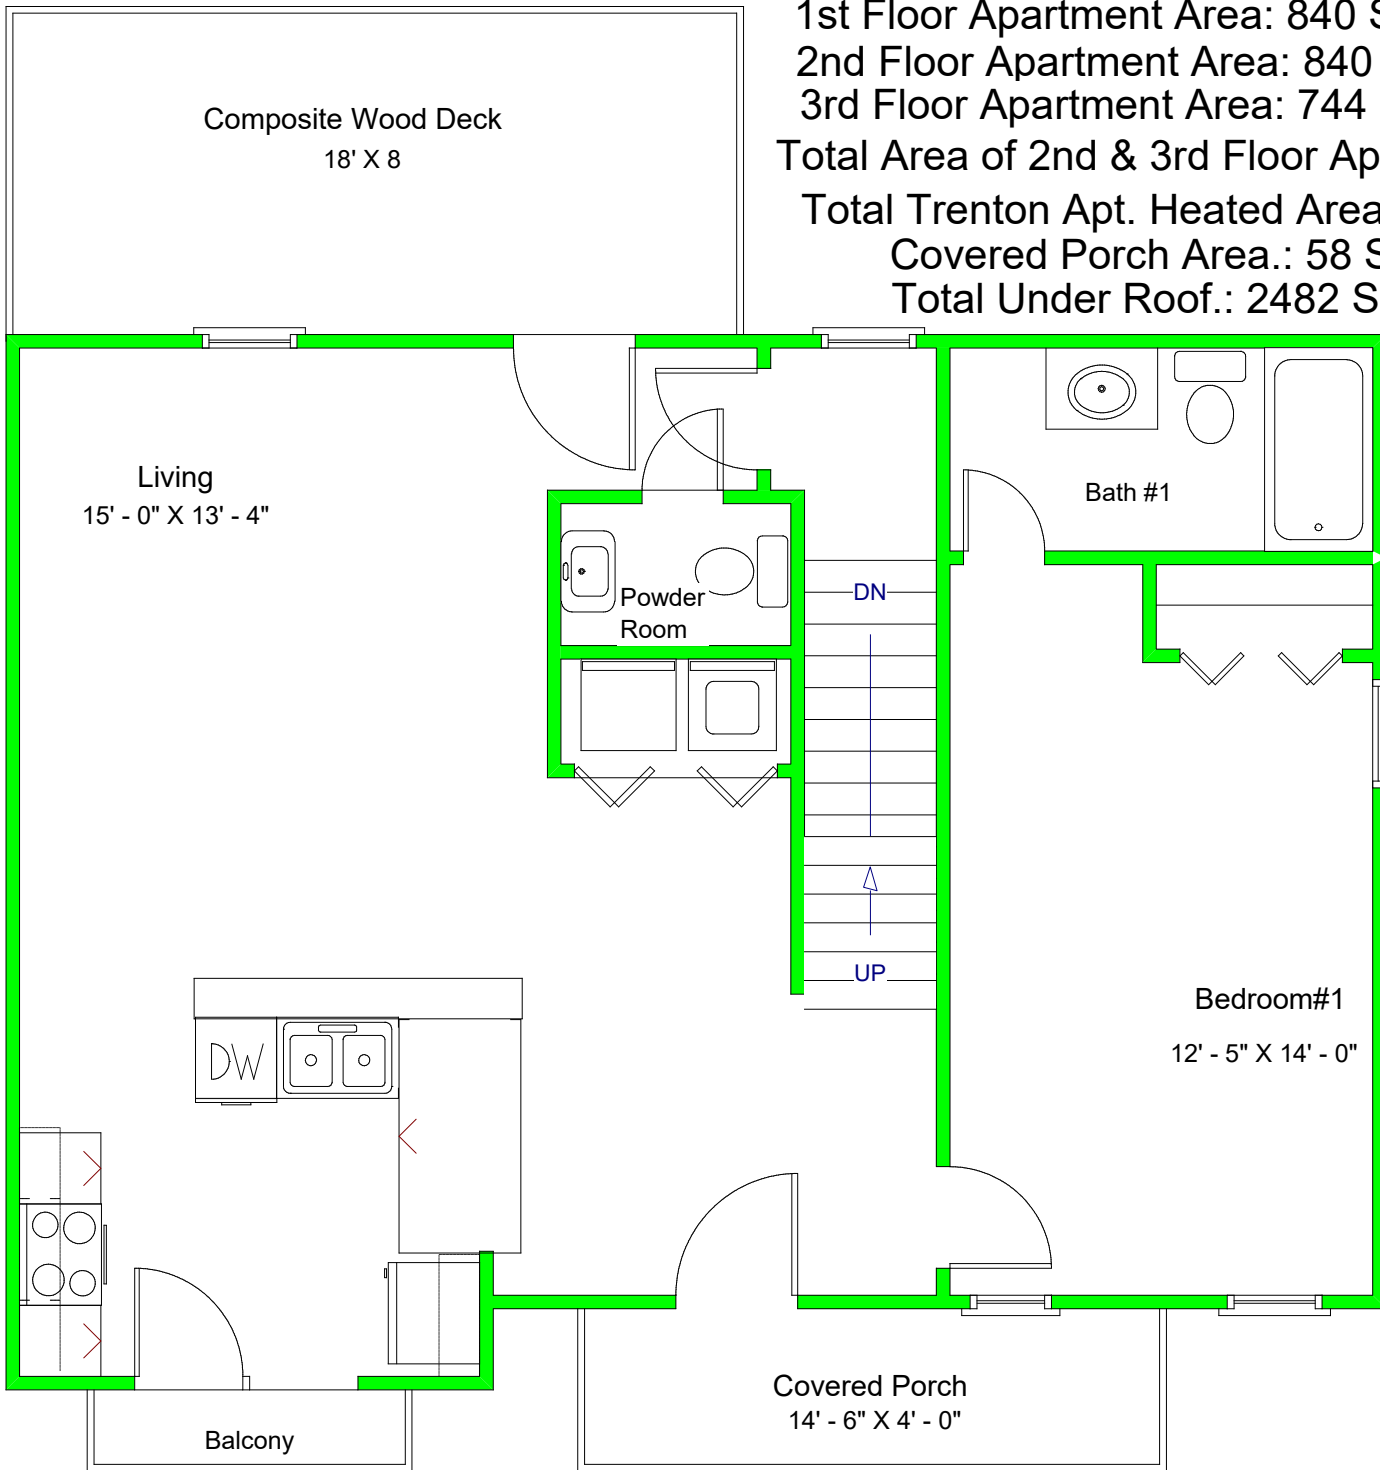 1st Floor Apartment Area: 840 S
2nd Floor Apartment Area: 840
3rd Floor Apartment Area: 744
Total Area of 2nd & 3rd Floor Ap
Total Trenton Apt. Heated Area
Covered Porch Area.: 58 S
Total Under Roof.: 2482 S
Composite Wood Deck
18' X 8
Living
15' - 0" X 13' - 4"
Bath #1
Powder
Room
DN
UP
Bedroom#1
12' - 5" X 14' - 0"
DW
Covered Porch
14' - 6" X 4' - 0"
Balcony